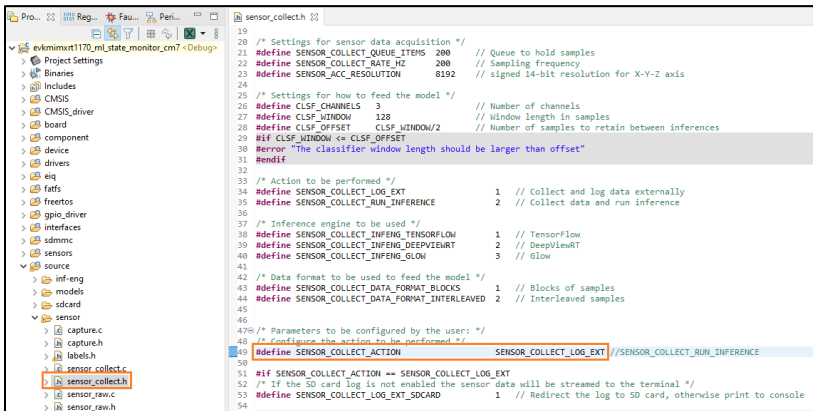 Pro...
Reg...
Fau...
Peri...
evkmimxrt1170_ml_state_monitor_cm7 <Debug>
Project Settings
Binaries
Includes
CMSIS
CMSIS_driver
board
component
device
drivers
eiq
fatfs
freertos
gpio_driver
interfaces
sdmmc
sensors
source
inf-eng
models
sdcard
sensor
capture.c
capture.h
labels.h
sensor_collect.c
sensor_collect.h
sensor_raw.c
sensor_raw.h
sensor_collect.h
19
20 /* Settings for sensor data acquisition */
21 #define SENSOR_COLLECT_QUEUE_ITEMS 200 // Queue to hold samples
22 #define SENSOR_COLLECT_RATE_HZ 200 // Sampling frequency
23 #define SENSOR_ACC_RESOLUTION 8192 // signed 14-bit resolution for X-Y-Z axis
24
25 /* Settings for how to feed the model */
26 #define CLSF_CHANNELS 3 // Number of channels
27 #define CLSF_WINDOW 128 // Window length in samples
28 #define CLSF_OFFSET CLSF_WINDOW/2 // Number of samples to retain between inferences
29 #if CLSF_WINDOW <= CLSF_OFFSET
30 #error "The classifier window length should be larger than offset"
31 #endif
32
33 /* Action to be performed */
34 #define SENSOR_COLLECT_LOG_EXT 1 // Collect and log data externally
35 #define SENSOR_COLLECT_RUN_INFERENCE 2 // Collect data and run inference
36
37 /* Inference engine to be used */
38 #define SENSOR_COLLECT_INFENG_TENSORFLOW 1 // TensorFlow
39 #define SENSOR_COLLECT_INFENG_DEEPVIEWRT 2 // DeepViewRT
40 #define SENSOR_COLLECT_INFENG_GLOW 3 // Glow
41
42 /* Data format to be used to feed the model */
43 #define SENSOR_COLLECT_DATA_FORMAT_BLOCKS 1 // Blocks of samples
44 #define SENSOR_COLLECT_DATA_FORMAT_INTERLEAVED 2 // Interleaved samples
45
46
47 /* Parameters to be configured by the user: */
48 /* Configure the action to be performed */
49 #define SENSOR_COLLECT_ACTION SENSOR_COLLECT_LOG_EXT //SENSOR_COLLECT_RUN_INFERENCE
50
51 #if SENSOR_COLLECT_ACTION == SENSOR_COLLECT_LOG_EXT
52 /* If the SD card log is not enabled the sensor data will be streamed to the terminal */
53 #define SENSOR_COLLECT_LOG_EXT_SDCARD 1 // Redirect the log to SD card, otherwise print to console
54